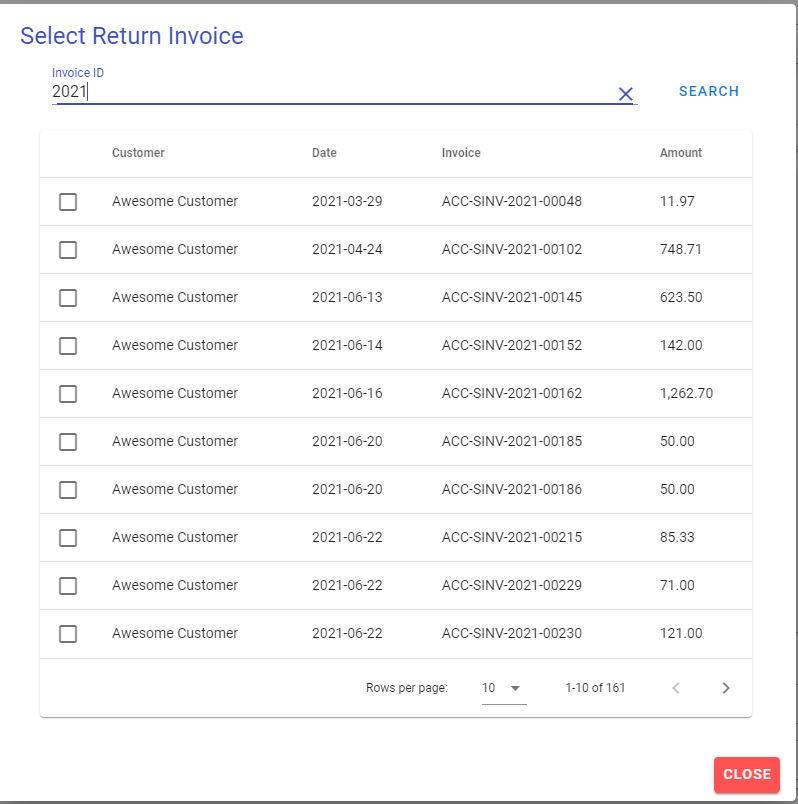 Select Return Invoice
Invoice ID
2021
SEARCH
Customer Date Invoice Amount
Awesome Customer 2021-03-29 ACC-SINV-2021-00048 11.97
Awesome Customer 2021-04-24 ACC-SINV-2021-00102 748.71
Awesome Customer 2021-06-13 ACC-SINV-2021-00145 623.50
Awesome Customer 2021-06-14 ACC-SINV-2021-00152 142.00
Awesome Customer 2021-06-16 ACC-SINV-2021-00162 1,262.70
Awesome Customer 2021-06-20 ACC-SINV-2021-00185 50.00
Awesome Customer 2021-06-20 ACC-SINV-2021-00186 50.00
Awesome Customer 2021-06-22 ACC-SINV-2021-00215 85.33
Awesome Customer 2021-06-22 ACC-SINV-2021-00229 71.00
Awesome Customer 2021-06-22 ACC-SINV-2021-00230 121.00
Rows per page: 10 1-10 of 161
CLOSE